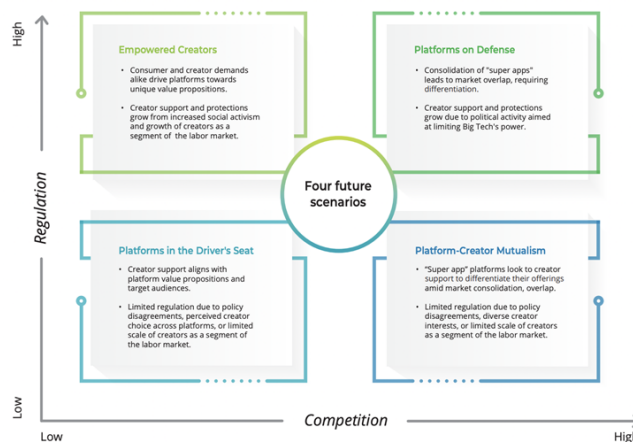 High
Empowered Creators
• Consumer and creator demands
alike drive platforms towards
unique value propositions.
• Creator support and protections
grow from increased social activism
and growth of creators as a
segment of the labor market.
Platforms on Defense
• Consolidation of "super apps"
leads to market overlap, requiring
differentiation.
• Creator support and protections
grow due to political activity aimed
at limiting Big Tech's power.
Four future
scenarios
Regulation
Platforms in the Driver's Seat
• Creator support aligns with
platform value propositions and
target audiences.
• Limited regulation due to policy
disagreements, perceived creator
choice across platforms, or limited
scale of creators as a segment of
the labor market.
Platform-Creator Mutualism
• "Super app" platforms look to creator
support to differentiate their offerings
amid market consolidation, overlap.
• Limited regulation due to policy
disagreements, diverse creator
interests, or limited scale of creators
as a segment of the labor market.
Low
Competition
Low
High